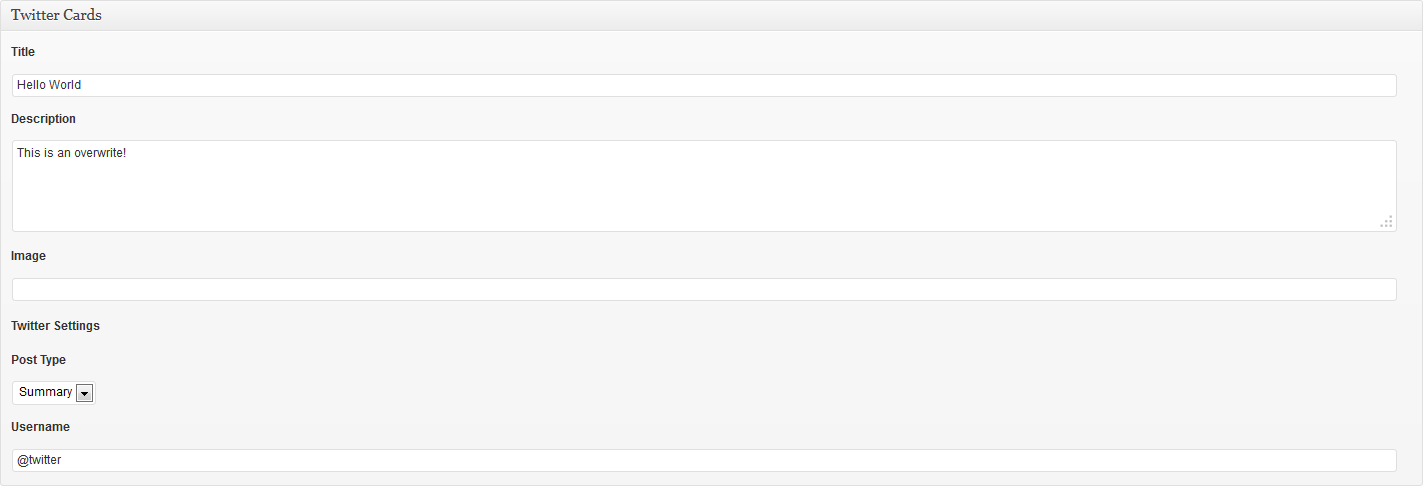 Twitter Cards
Title
Hello World
Description
This is an overwrite!
Image
Twitter Settings
Post Type
Summary
Username
@twitter